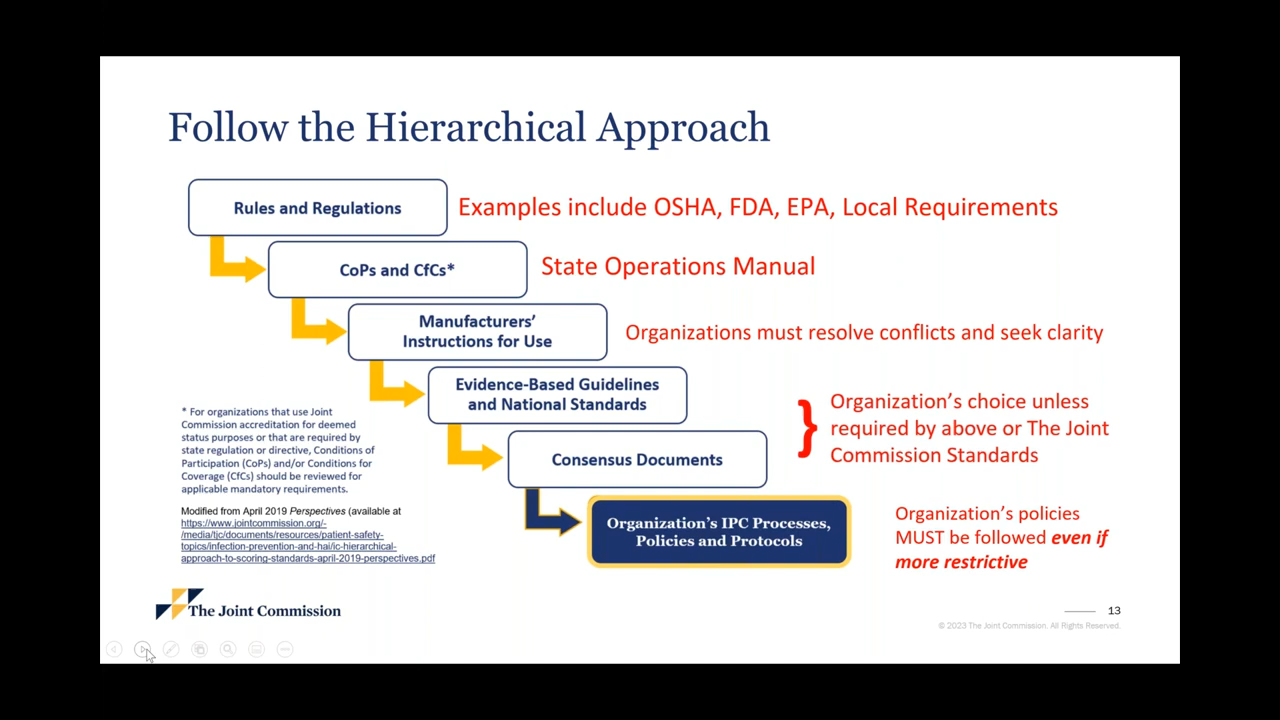 Follow the Hierarchical Approach
Rules and Regulations
Examples include OSHA, FDA, EPA, Local Requirements
CoPs and CfCs*
State Operations Manual
Manufacturers’
Instructions for Use
Organizations must resolve conflicts and seek clarity
Evidence-Based Guidelines
and National Standards
Consensus Documents
}
Organization’s choice unless
required by above or The Joint
Commission Standards
Organization’s IPC Processes,
Policies and Protocols
Organization’s policies
MUST be followed even if
more restrictive
* For organizations that use Joint
Commission accreditation for deemed
status purposes or that are required by
state regulation or directive, Conditions of
Participation (CoPs) and/or Conditions for
Coverage (CfCs) should be reviewed for
applicable mandatory requirements.
Modified from April 2019 Perspectives (available at
https://www.jointcommission.org/-
/media/tjc/documents/resources/patient-safety-
topics/infection-prevention-and-hai/ic-hierarchical-
approach-to-scoring-standards-april-2019-perspectives.pdf
The Joint Commission
13
© 2023 The Joint Commission. All Rights Reserved.